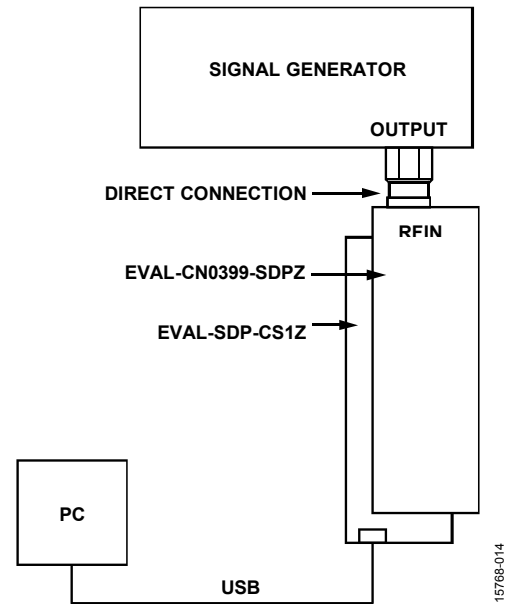 SIGNAL GENERATOR
OUTPUT
DIRECT CONNECTION
RFIN
EVAL-CN0399-SDPZ
EVAL-SDP-CS1Z
PC
USB
15768-014